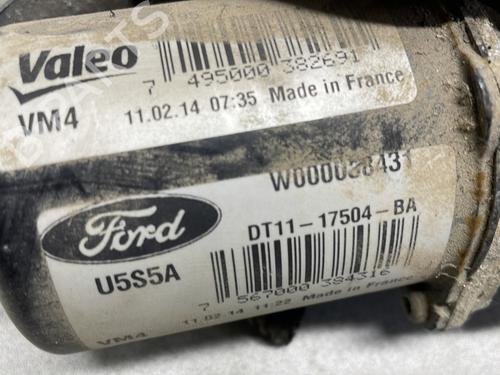 Valeo
7 495000 382691
VM4
11.02.14 07:35 Made in France
W000038431
Ford
DT11-17504-BA
U5S5A
7 567000 384316
VM4
11.02.14 11:22 Made in France